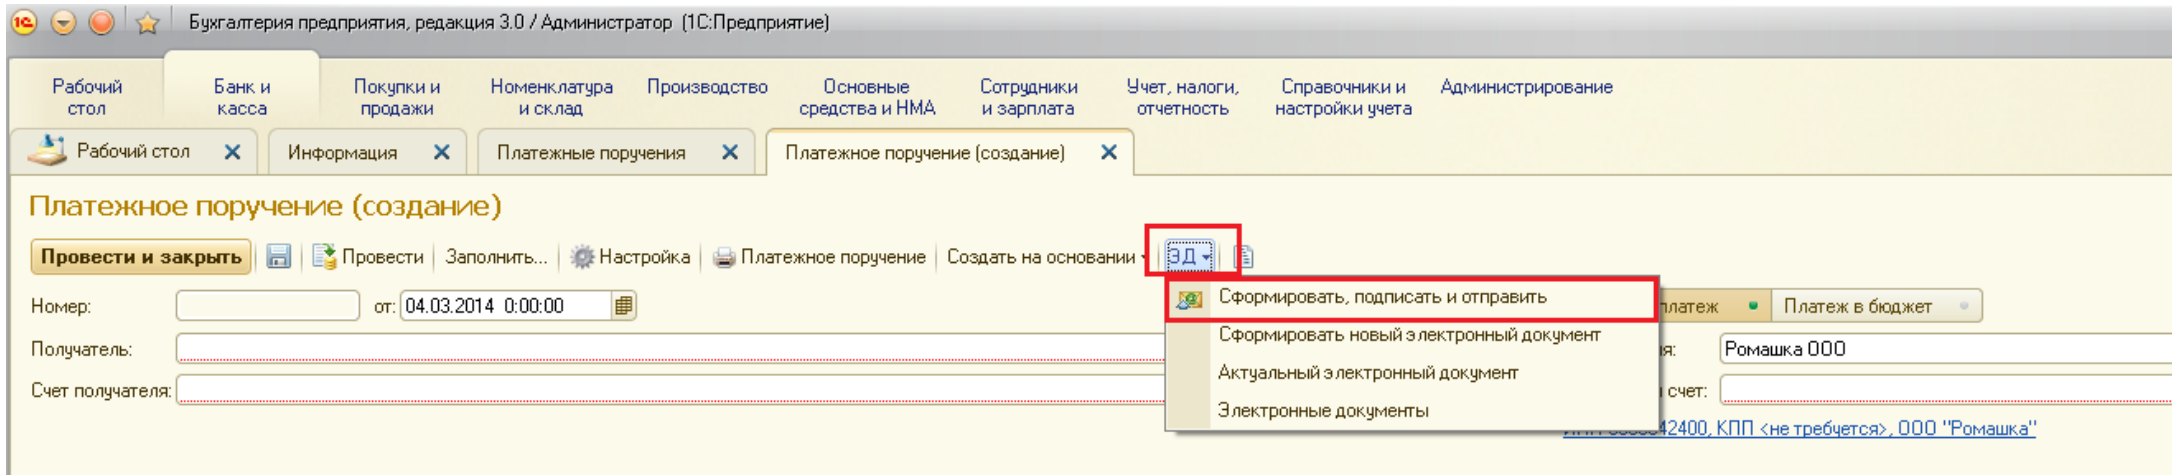 Бухгалтерия предприятия, редакция 3.0 / Администратор (1С:Предприятие)
Рабочий стол
Банк и касса
Покупки и продажи
Номенклатура и склад
Производство
Основные средства и НМА
Сотрудники и зарплата
Учет, налоги, отчетность
Справочники и настройки учета
Администрирование
Рабочий стол
Информация
Платежные поручения
Платежное поручение (создание)
Платежное поручение (создание)
Провести и закрыть
Провести
Заполнить...
Настройка
Платежное поручение
Создать на основании
ЭД
Номер:
от: 04.03.2014 0:00:00
Сформировать, подписать и отправить
Сформировать новый электронный документ
Актуальный электронный документ
Электронные документы
Платеж в бюджет
Получатель:
Ромашка ООО
Счет получателя:
счет:
42400, КПП <не требуется>, ООО "Ромашка"